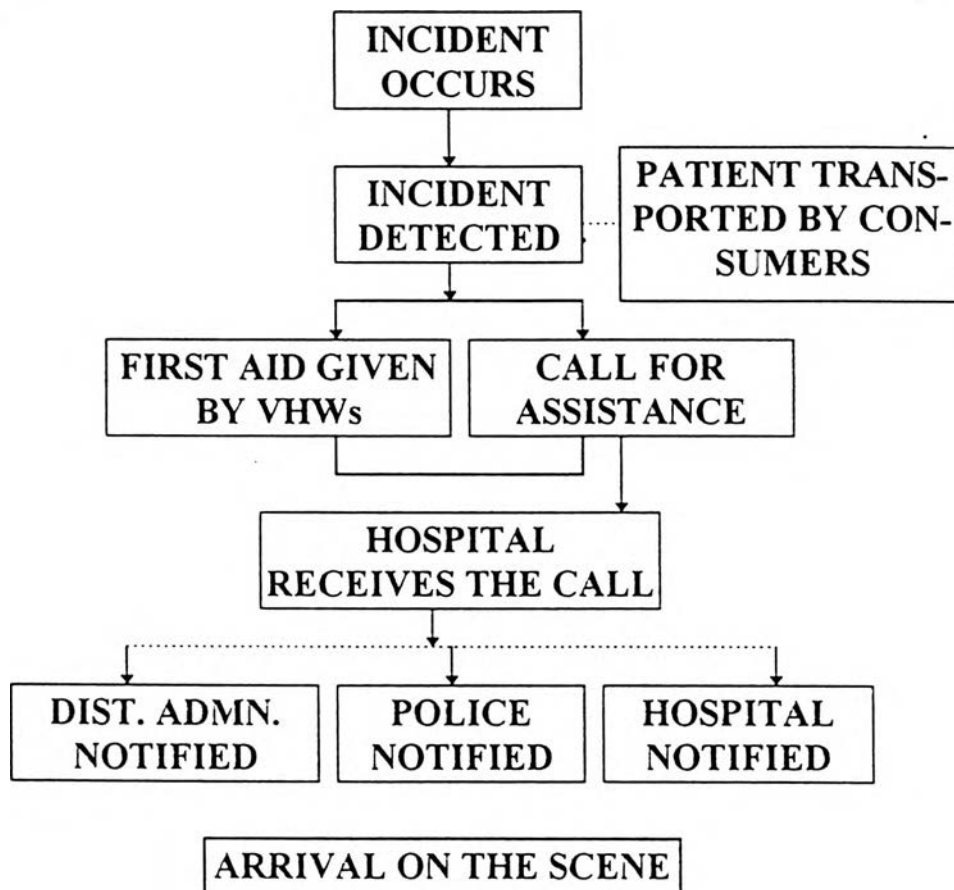 INCIDENT
OCCURS
INCIDENT
DETECTED
PATIENT TRANS-
PORTED BY CON-
SUMERS
FIRST AID GIVEN
BY VHWs
CALL FOR
ASSISTANCE
HOSPITAL
RECEIVES THE CALL
DIST. ADMN.
NOTIFIED
POLICE
NOTIFIED
HOSPITAL
NOTIFIED
ARRIVAL ON THE SCENE